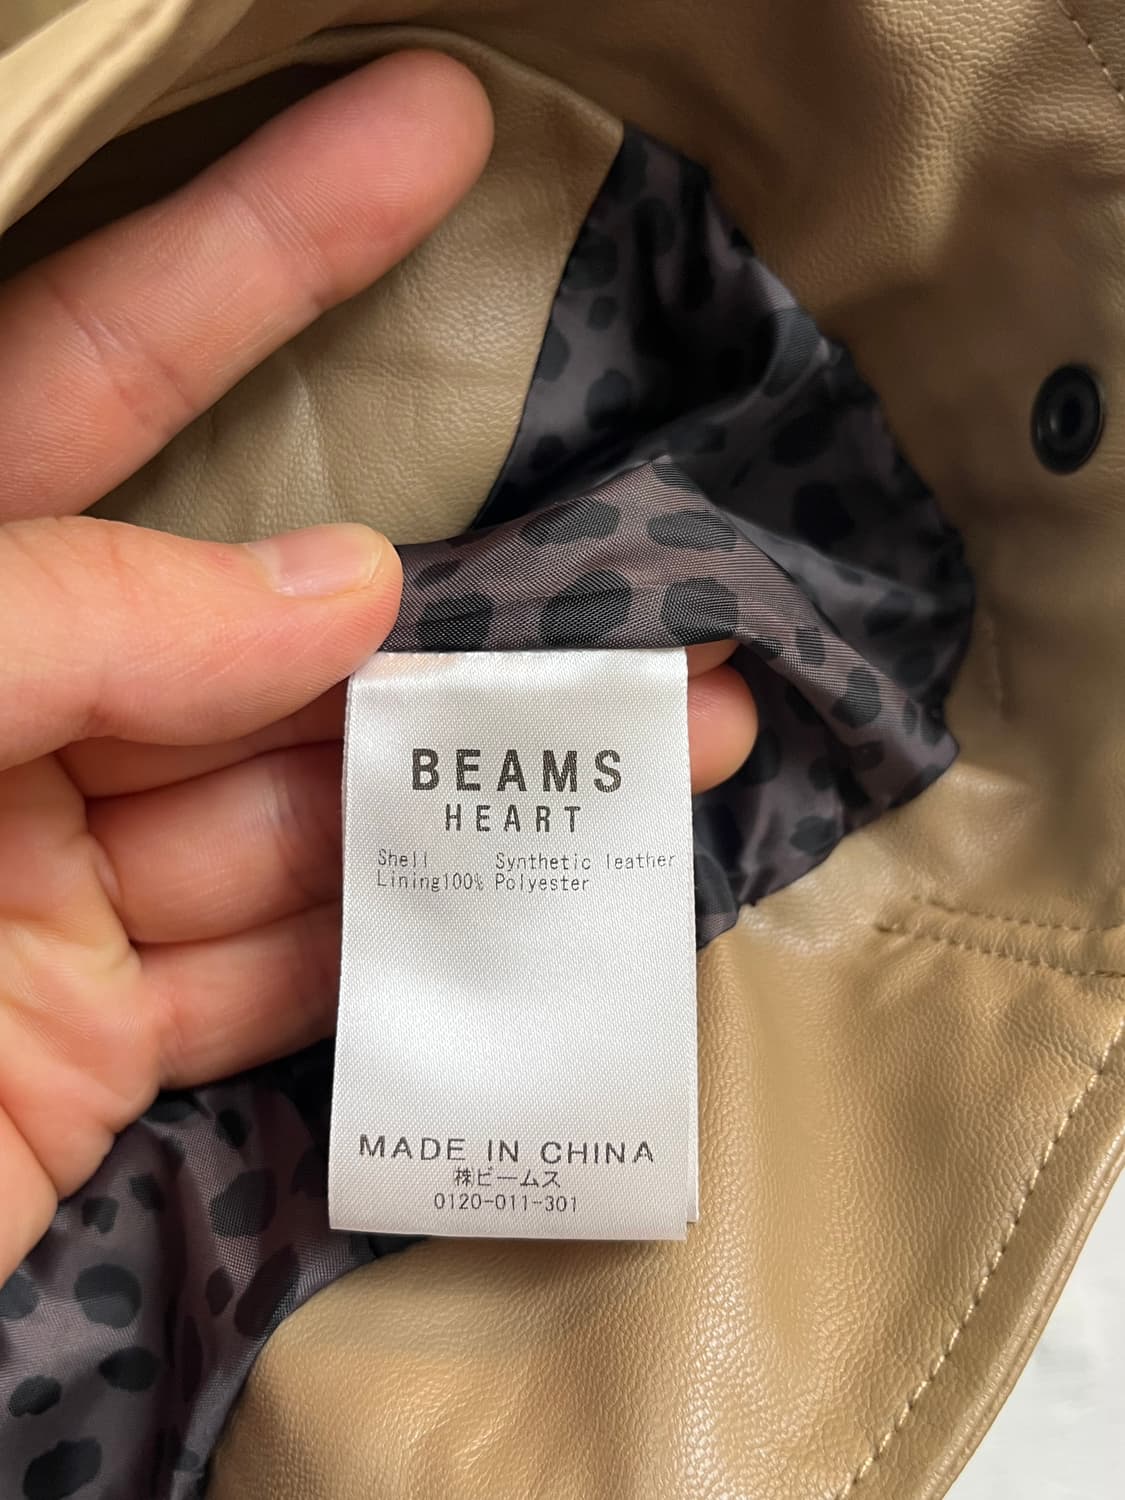 BEAMS
HEART
Shell Synthetic leather
Lining100% Polyester
MADE IN CHINA
㈱ビームス
0120-011-301